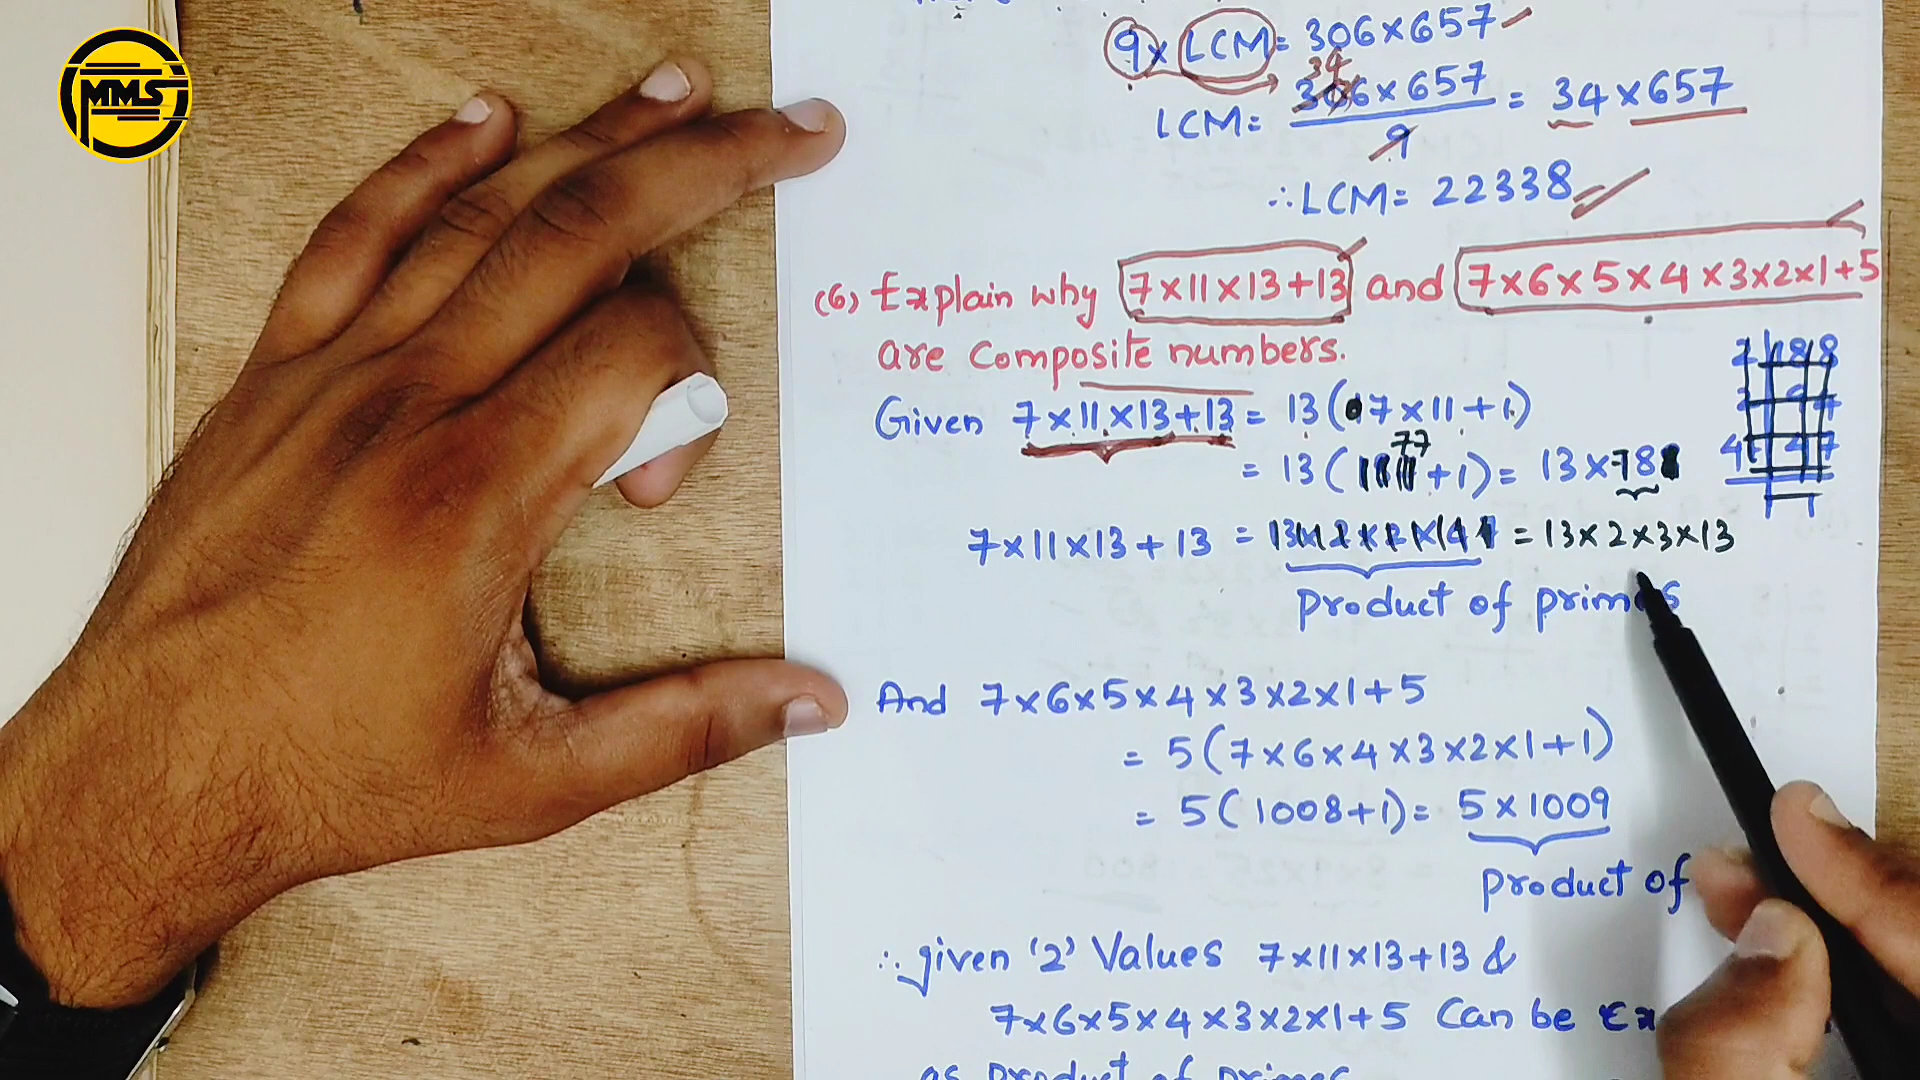 MMS
9 × LCM = 306×657
34
LCM = 306×657 / 9 = 34×657
∴ LCM = 22338
(6) Explain why 7×11×13+13 and 7×6×5×4×3×2×1+5
are composite numbers.
Given 7×11×13+13 = 13(7×11+1)
77
= 13( +1) = 13×78
7×11×13+13 = = 13×2×3×13
product of primes
And 7×6×5×4×3×2×1+5
= 5(7×6×4×3×2×1+1)
= 5(1008+1) = 5×1009
product of
∴ given '2' Values 7×11×13+13 &
7×6×5×4×3×2×1+5 Can be Ex
as product of primes